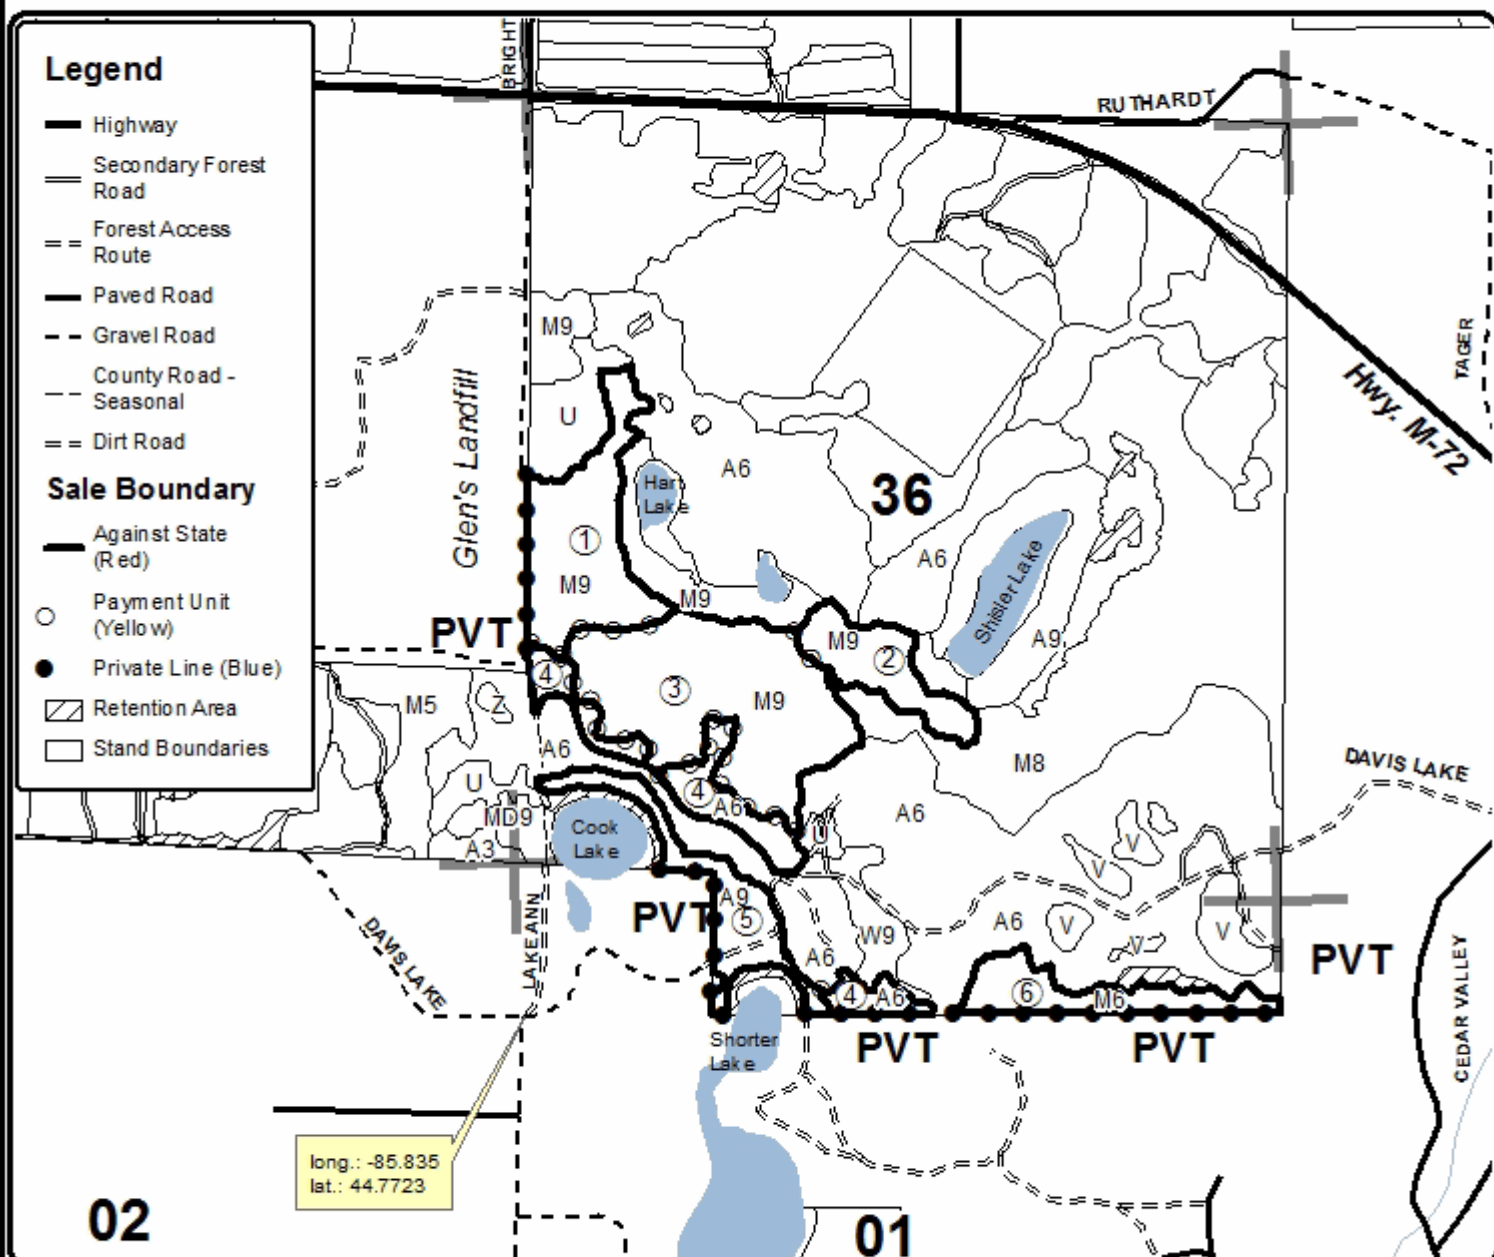 Legend
Highway
Secondary Forest
Road
Forest Access
Route
Paved Road
Gravel Road
County Road -
Seasonal
Dirt Road
Sale Boundary
Against State
(Red)
Payment Unit
(Yellow)
Private Line (Blue)
Retention Area
Stand Boundaries
BRIGHT
RUTHARDT
TAGER
Hwy. M-72
Glen's Landfill
M9
U
A6
36
Hart
Lake
1
M9
M9
A6
Shisler Lake
A9
PVT
M9
2
4
3
M9
M5
Z
A6
M8
DAVIS LAKE
U
4
A6
A6
MD9
U
Cook
Lake
A3
V
V
A9
PVT
5
W9
A6
V
V
V
LAKE ANN
DAVIS LAKE
A6
PVT
4
A6
6
M6
CEDAR VALLEY
Shorter
Lake
PVT
PVT
long.: -85.835
lat.: 44.7723
02
01